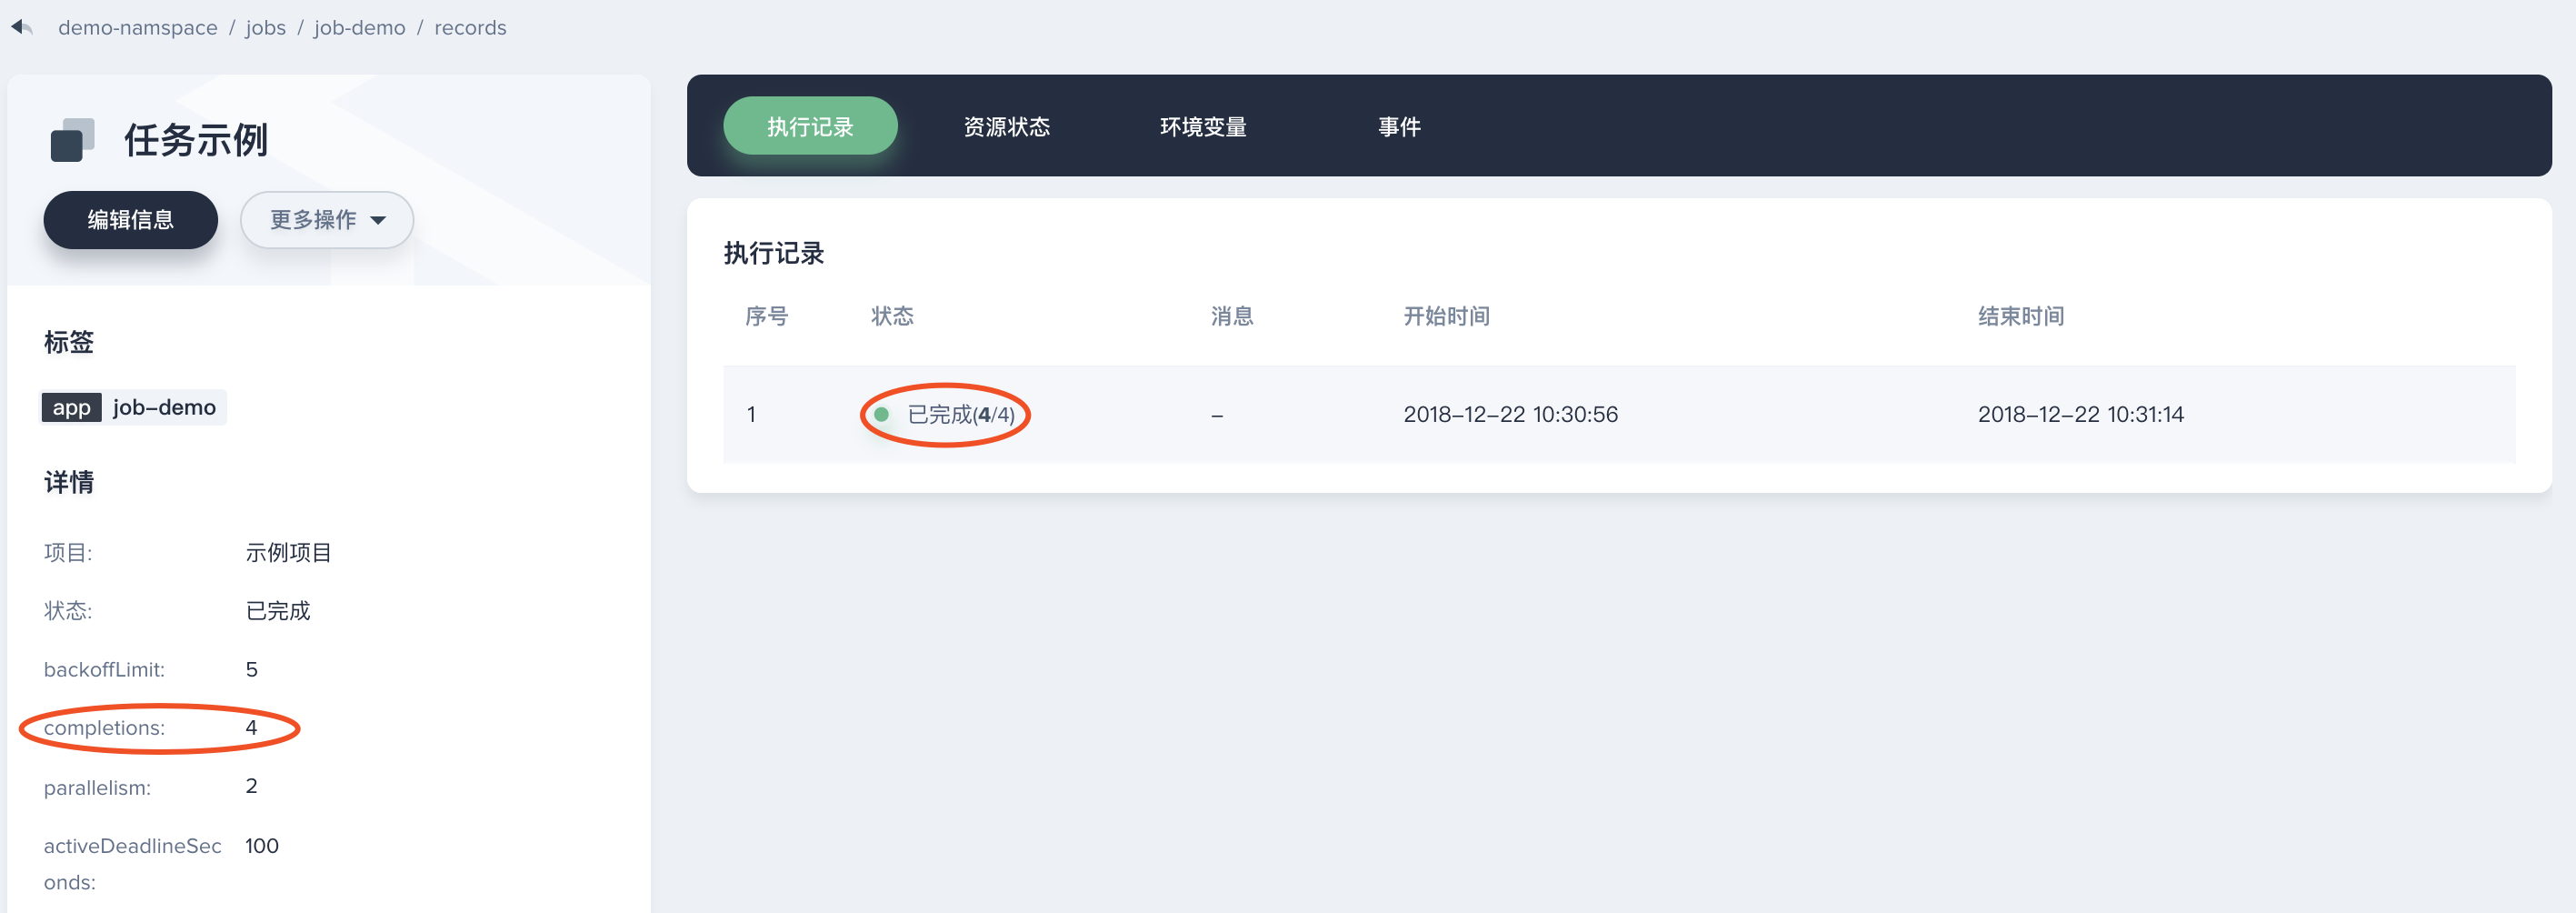 demo-namspace / jobs / job-demo / records
任务示例
编辑信息 更多操作
标签
app job-demo
详情
项目: 示例项目
状态: 已完成
backoffLimit: 5
completions: 4
parallelism: 2
activeDeadlineSec 100
onds:
执行记录 资源状态 环境变量 事件
执行记录
序号 状态 消息 开始时间 结束时间
1 已完成(4/4) - 2018-12-22 10:30:56 2018-12-22 10:31:14